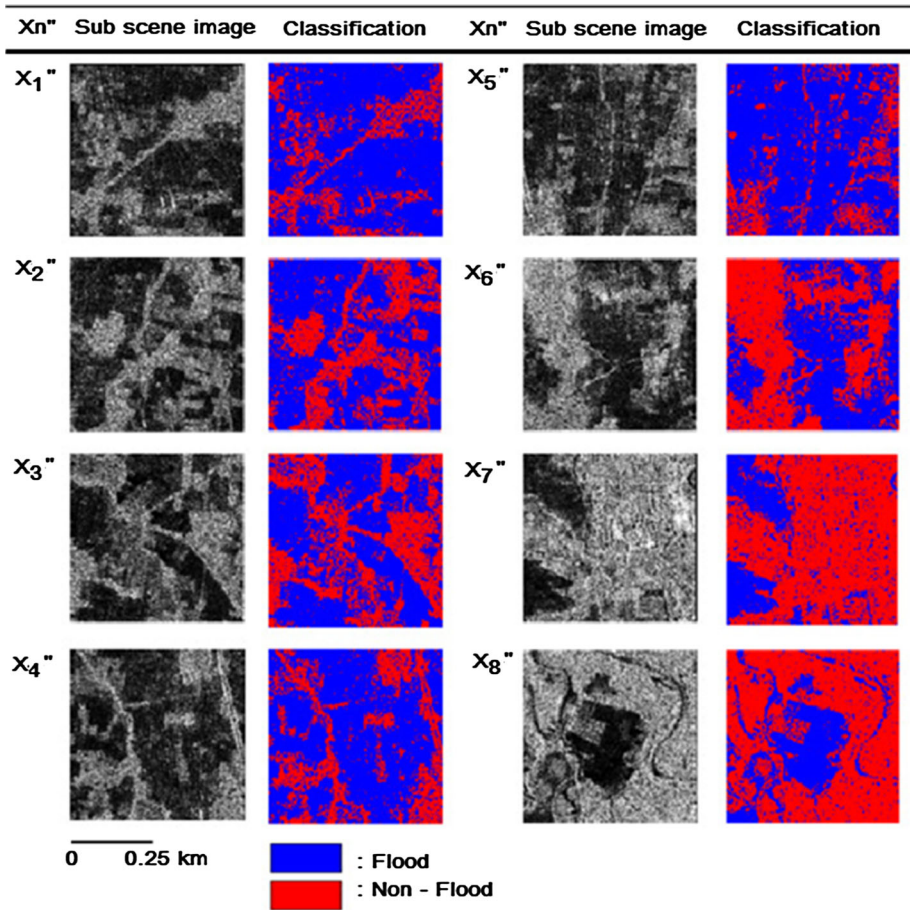 Xn" Sub scene image Classification Xn" Sub scene image Classification
X1" X5"
X2" X6"
X3" X7"
X4" X8"
0 0.25 km
: Flood
: Non - Flood